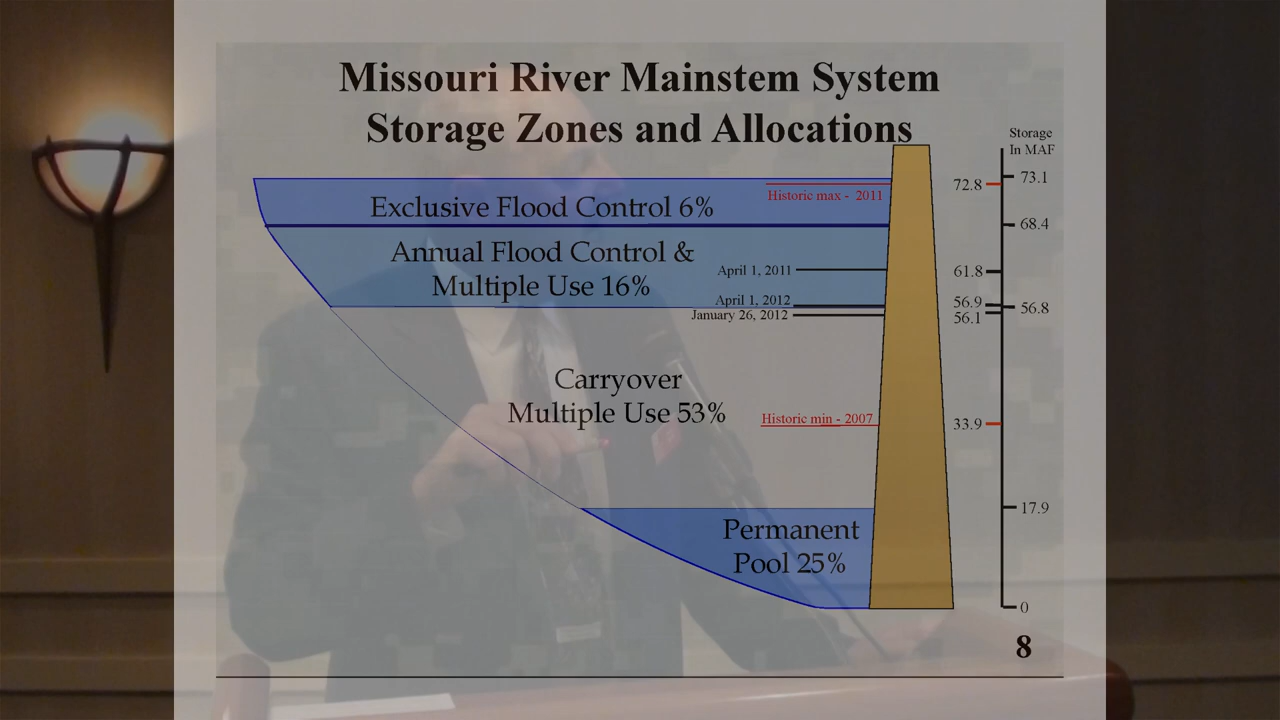 Missouri River Mainstem System
Storage Zones and Allocations
Storage
In MAF
Exclusive Flood Control 6%
Historic max - 2011
72.8
73.1
68.4
Annual Flood Control &
Multiple Use 16%
April 1, 2011
61.8
April 1, 2012
56.9
56.8
January 26, 2012
56.1
Carryover
Multiple Use 53%
Historic min - 2007
33.9
17.9
Permanent
Pool 25%
0
8